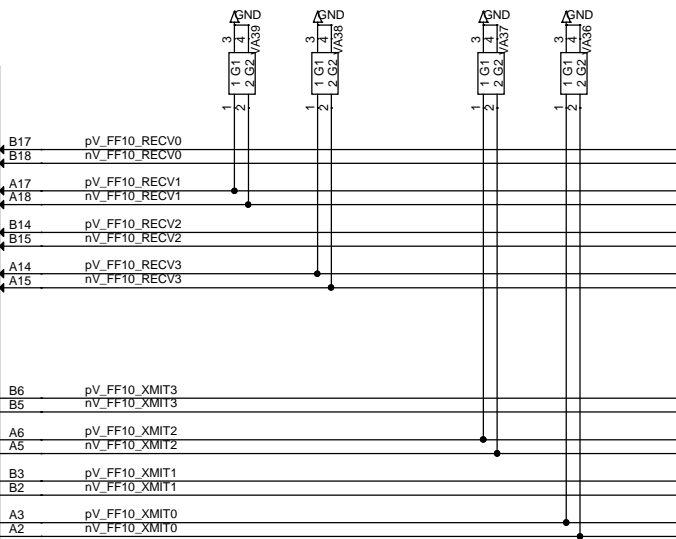 GND GND GND GND
3 4 VA39 3 4 VA38 3 4 VA37 3 4 VA36
1 G1 1 G1 1 G1 1 G1
2 G2 2 G2 2 G2 2 G2
1 2 1 2 1 2 1 2
B17 pV_FF10_RECV0
B18 nV_FF10_RECV0
A17 pV_FF10_RECV1
A18 nV_FF10_RECV1
B14 pV_FF10_RECV2
B15 nV_FF10_RECV2
A14 pV_FF10_RECV3
A15 nV_FF10_RECV3
B6 pV_FF10_XMIT3
B5 nV_FF10_XMIT3
A6 pV_FF10_XMIT2
A5 nV_FF10_XMIT2
B3 pV_FF10_XMIT1
B2 nV_FF10_XMIT1
A3 pV_FF10_XMIT0
A2 nV_FF10_XMIT0